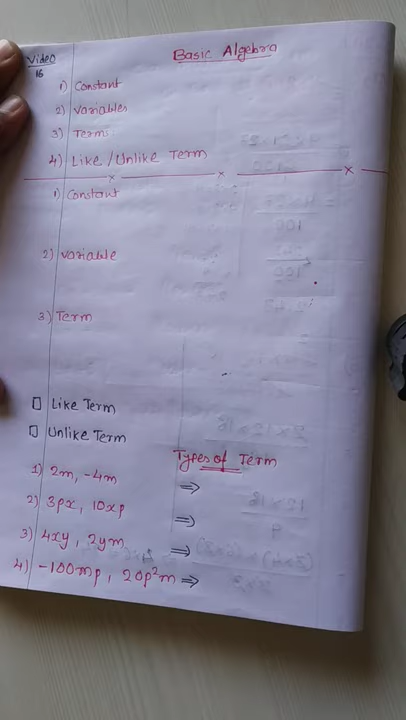 Video
16
Basic Algebra
1) Constant
2) Variables
3) Terms
4) Like / Unlike Term
1) Constant
2) Variable
3) Term
Like Term
Unlike Term
Types of Term
1) 2m, -4m ⇒
2) 3px, 10xp ⇒
3) 4xy, 2ym ⇒
4) -100mp, 20p²m ⇒